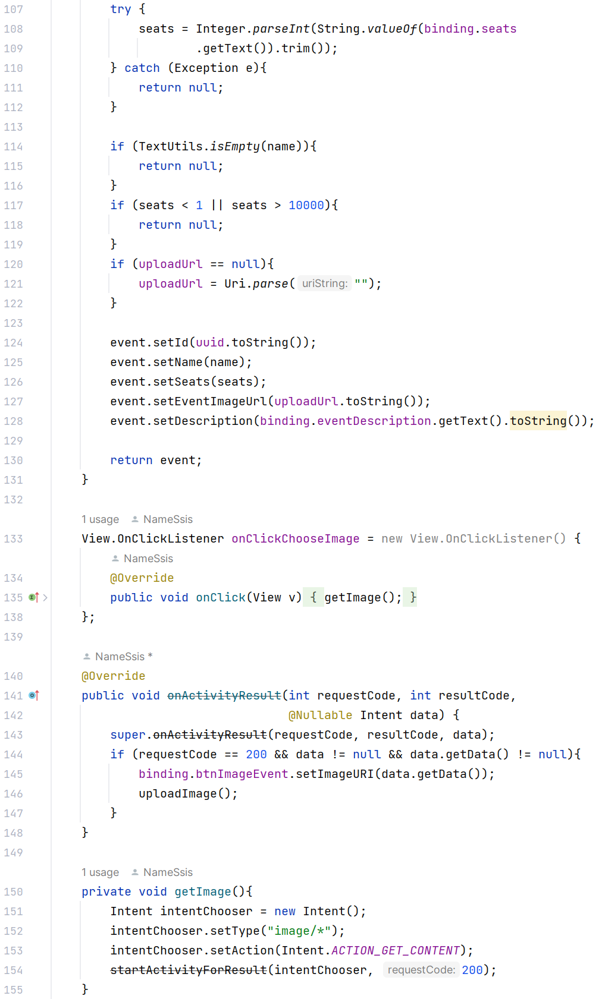 107 try {
108 seats = Integer.parseInt(String.valueOf(binding.seats
109 .getText()).trim());
110 } catch (Exception e){
111 return null;
112 }
113
114 if (TextUtils.isEmpty(name)){
115 return null;
116 }
117 if (seats < 1 || seats > 10000){
118 return null;
119 }
120 if (uploadUrl == null){
121 uploadUrl = Uri.parse( uriString: "");
122 }
123
124 event.setId(uuid.toString());
125 event.setName(name);
126 event.setSeats(seats);
127 event.setEventImageUrl(uploadUrl.toString());
128 event.setDescription(binding.eventDescription.getText().toString());
129
130 return event;
131 }
132
1 usage NameSsis
133 View.OnClickListener onClickChooseImage = new View.OnClickListener() {
NameSsis
134 @Override
135 public void onClick(View v) { getImage(); }
138 };
139
NameSsis *
140 @Override
141 public void onActivityResult(int requestCode, int resultCode,
142 @Nullable Intent data) {
143 super.onActivityResult(requestCode, resultCode, data);
144 if (requestCode == 200 && data != null && data.getData() != null){
145 binding.btnImageEvent.setImageURI(data.getData());
146 uploadImage();
147 }
148 }
149
1 usage NameSsis
150 private void getImage(){
151 Intent intentChooser = new Intent();
152 intentChooser.setType("image/*");
153 intentChooser.setAction(Intent.ACTION_GET_CONTENT);
154 startActivityForResult(intentChooser, requestCode: 200);
155 }